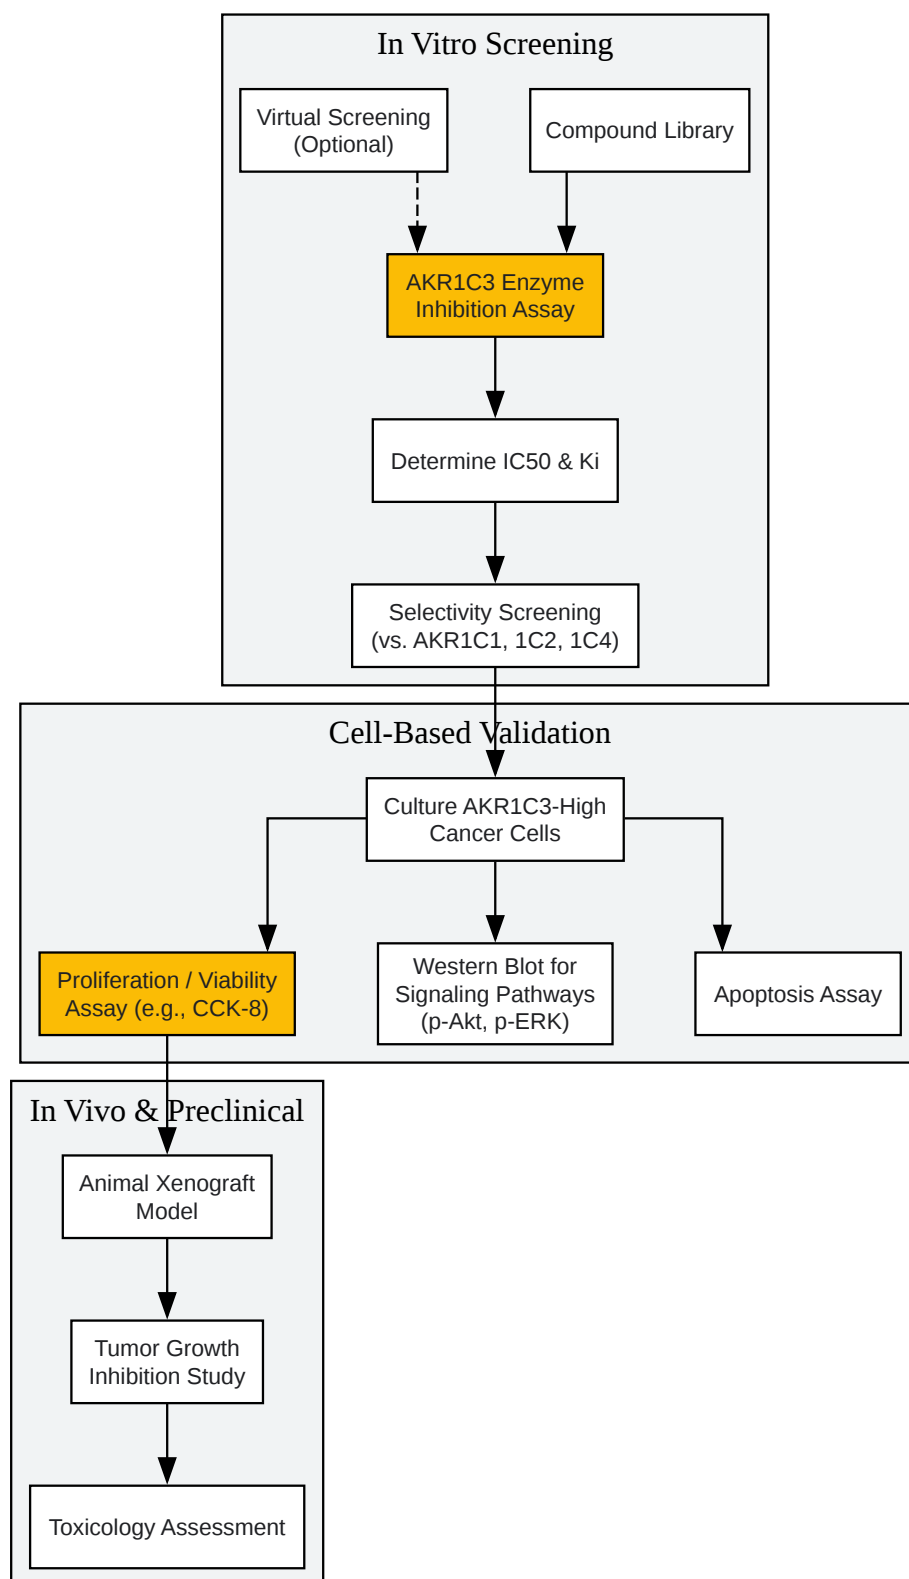 In Vitro Screening
Virtual Screening
(Optional)
Compound Library
AKR1C3 Enzyme
Inhibition Assay
Determine IC50 & Ki
Selectivity Screening
(vs. AKR1C1, 1C2, 1C4)
Cell-Based Validation
Culture AKR1C3-High
Cancer Cells
Proliferation / Viability
Assay (e.g., CCK-8)
Western Blot for
Signaling Pathways
(p-Akt, p-ERK)
Apoptosis Assay
In Vivo & Preclinical
Animal Xenograft
Model
Tumor Growth
Inhibition Study
Toxicology Assessment